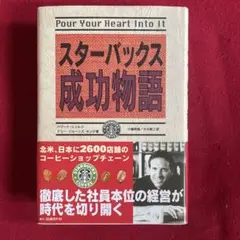 Pour Your Heart Into It
スターバックス
成功物語
北米、日本に2600店舗の
コーヒーショップチェーン
徹底した社員本位の経営が
時代を切り開く